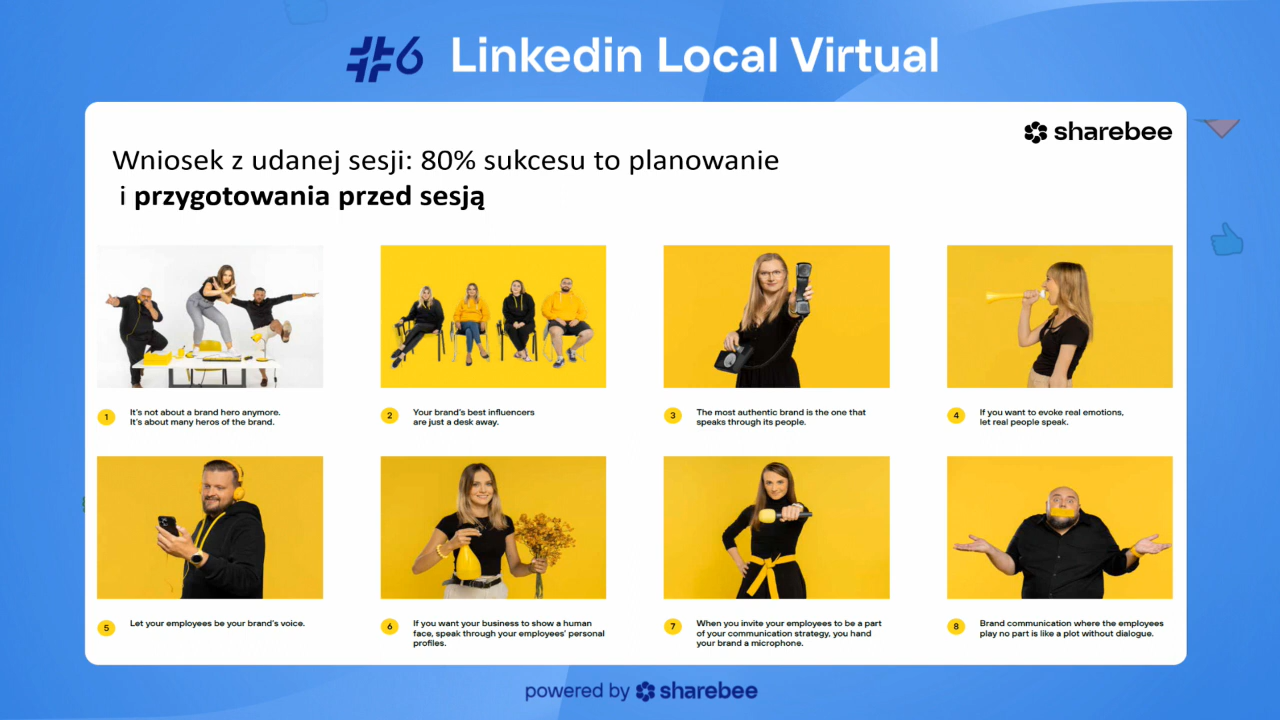 #6 Linkedin Local Virtual
sharebee
Wniosek z udanej sesji: 80% sukcesu to planowanie
i przygotowania przed sesją
1
It's not about a brand hero anymore.
It's about many heros of the brand.
2
Your brand's best influencers
are just a desk away.
3
The most authentic brand is the one that
speaks through its people.
4
If you want to evoke real emotions,
let real people speak.
5
Let your employees be your brand's voice.
6
If you want your business to show a human
face, speak through your employees' personal
profiles.
7
When you invite your employees to be a part
of your communication strategy, you hand
your brand a microphone.
8
Brand communication where the employees
play no part is like a plot without dialogue.
powered by sharebee